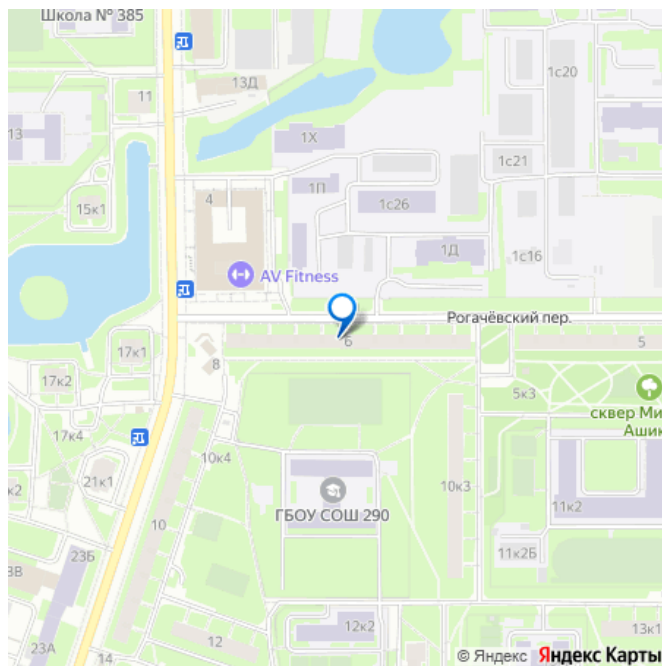 Школа № 385
13Д
11
13
1Х
1с20
1с21
15к1
4
1П
1с26
1Д
1с16
AV Fitness
Рогачёвский пер.
17к1
8
6
5
17к2
5к3
сквер Ми
Ашик
17к4
к2
21к1
10к4
10к3
ГБОУ СОШ 290
11к2
10
23Б
11к2Б
3В
23А
14
12
12к2
13к1
© Яндекс Яндекс Карты